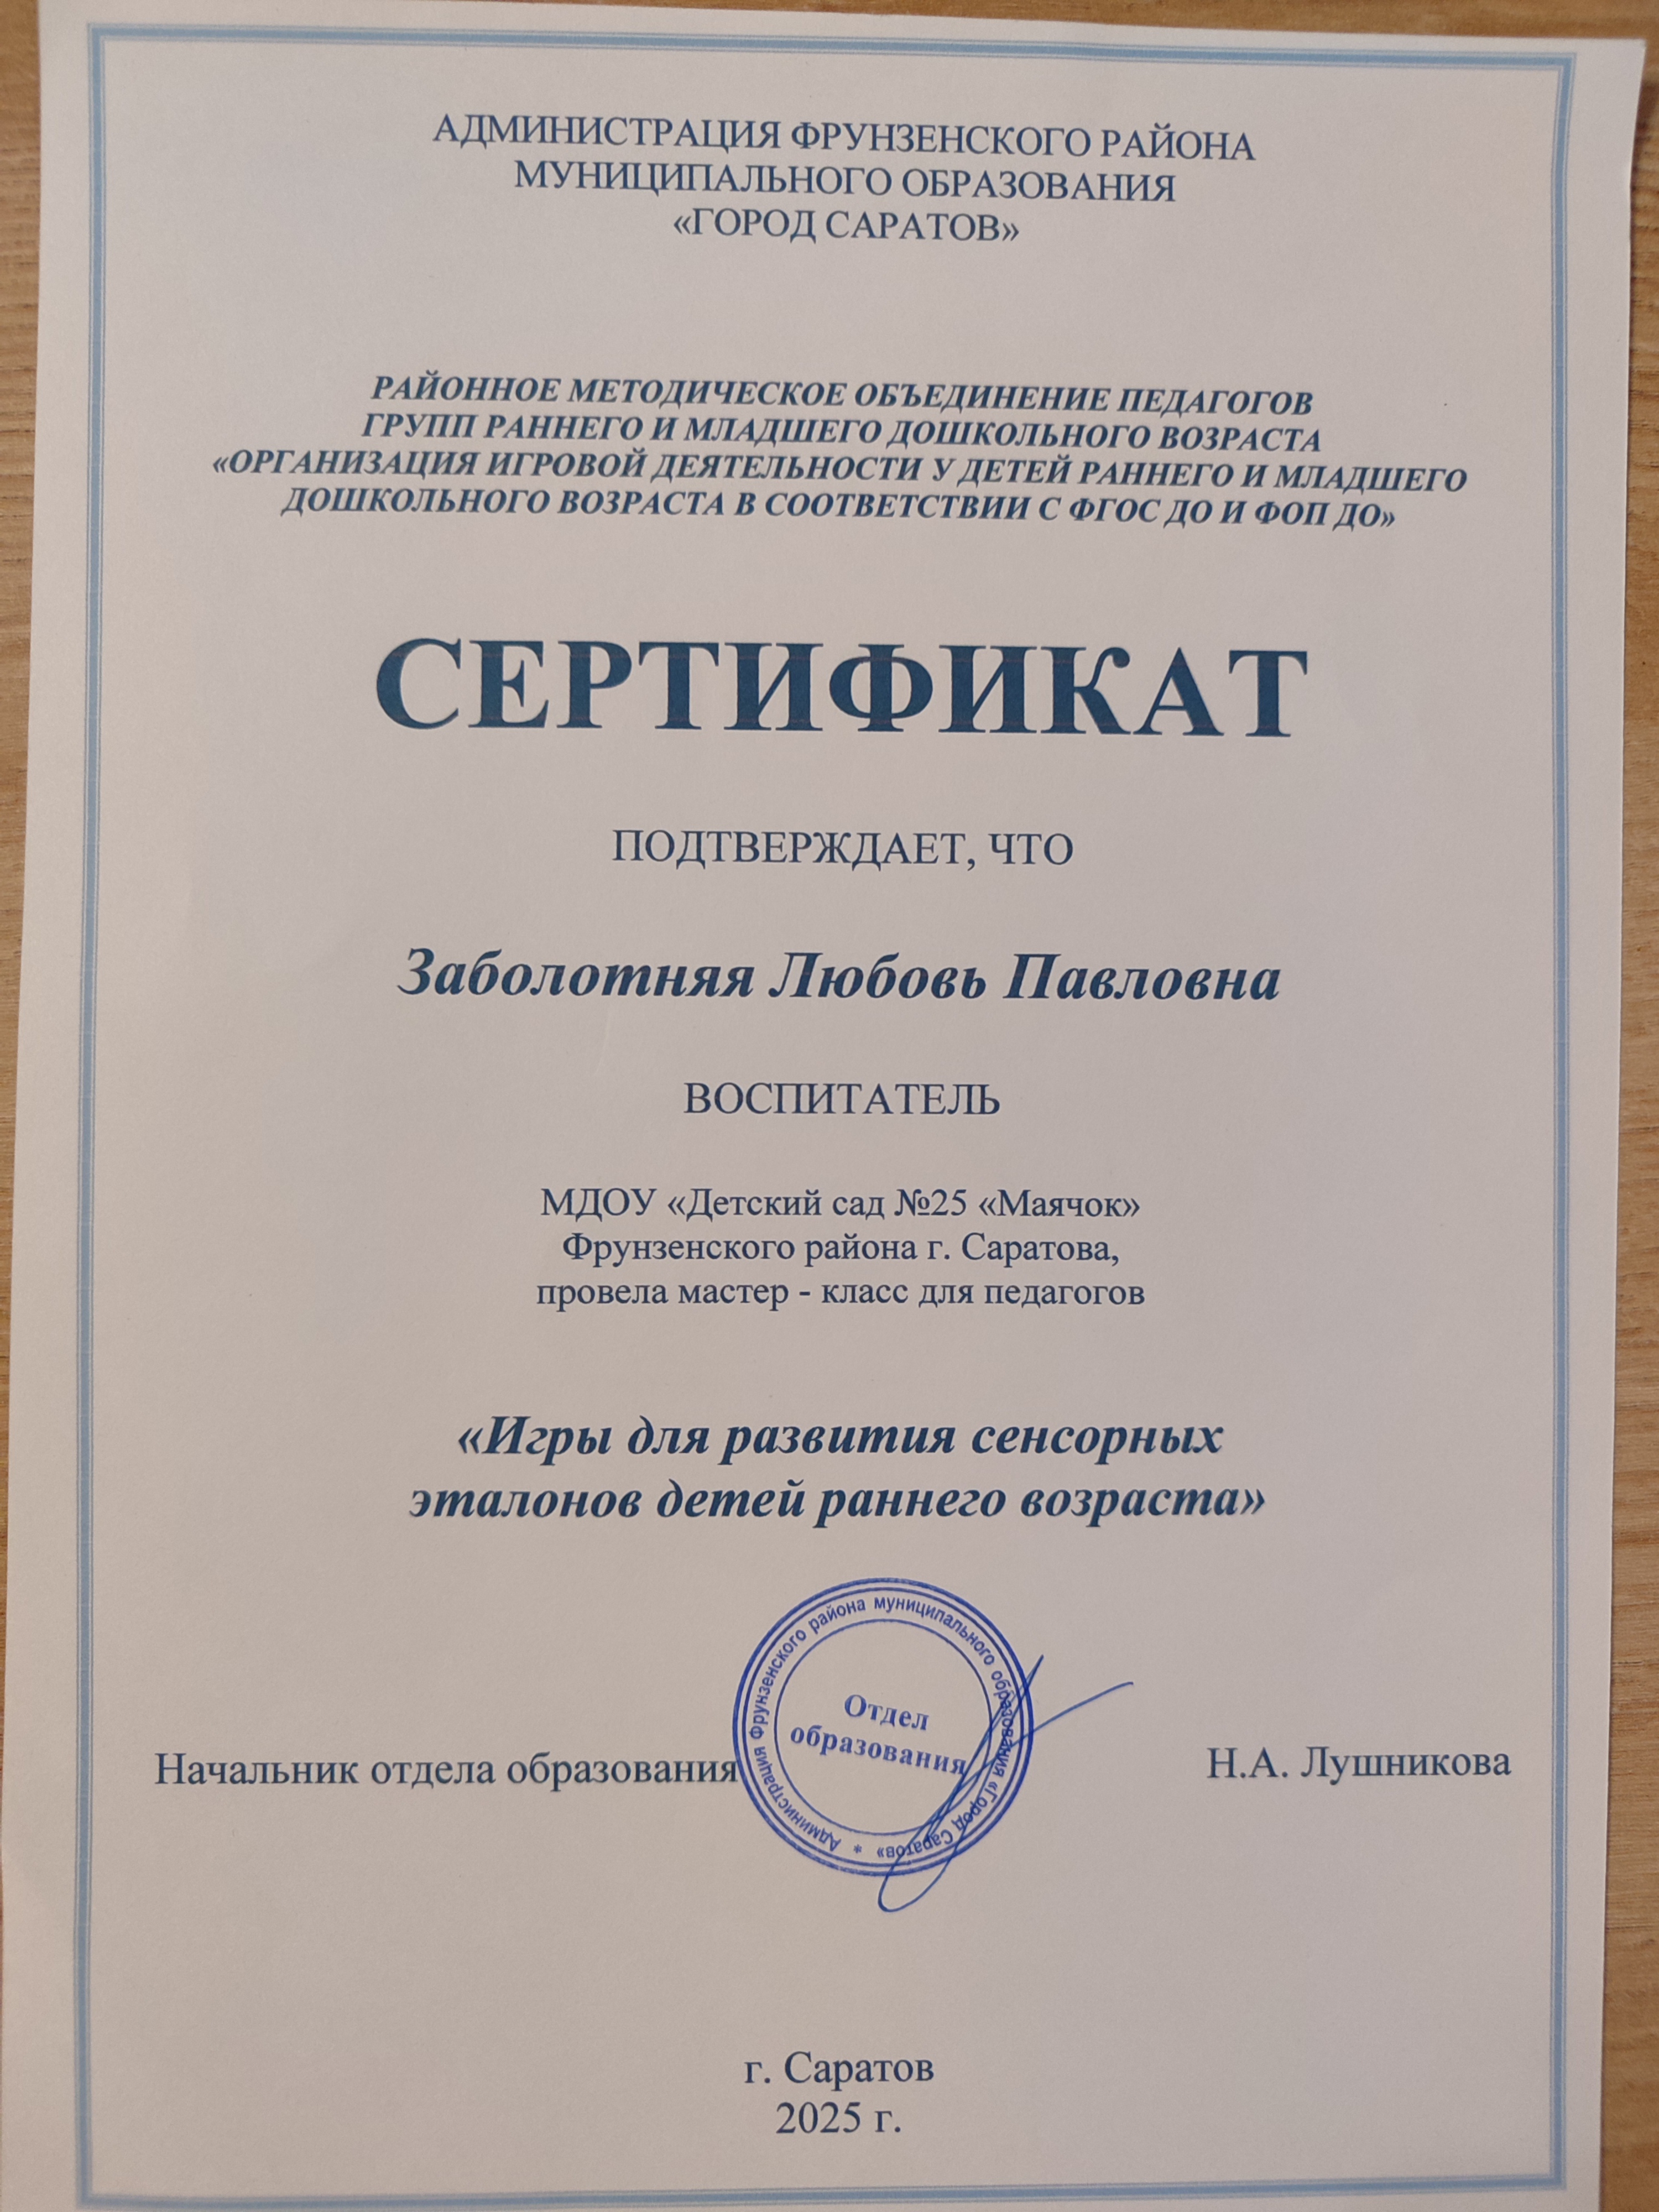 АДМИНИСТРАЦИЯ ФРУНЗЕНСКОГО РАЙОНА
МУНИЦИПАЛЬНОГО ОБРАЗОВАНИЯ
«ГОРОД САРАТОВ»
РАЙОННОЕ МЕТОДИЧЕСКОЕ ОБЪЕДИНЕНИЕ ПЕДАГОГОВ
ГРУПП РАННЕГО И МЛАДШЕГО ДОШКОЛЬНОГО ВОЗРАСТА
«ОРГАНИЗАЦИЯ ИГРОВОЙ ДЕЯТЕЛЬНОСТИ У ДЕТЕЙ РАННЕГО И МЛАДШЕГО
ДОШКОЛЬНОГО ВОЗРАСТА В СООТВЕТСТВИИ С ФГОС ДО И ФОП ДО»
СЕРТИФИКАТ
ПОДТВЕРЖДАЕТ, ЧТО
Заболотняя Любовь Павловна
ВОСПИТАТЕЛЬ
МДОУ «Детский сад №25 «Маячок»
Фрунзенского района г. Саратова,
провела мастер - класс для педагогов
«Игры для развития сенсорных
эталонов детей раннего возраста»
Администрация Фрунзенского района муниципального образования «Город Саратов» *
Отдел
образования
Начальник отдела образования
Н.А. Лушникова
г. Саратов
2025 г.